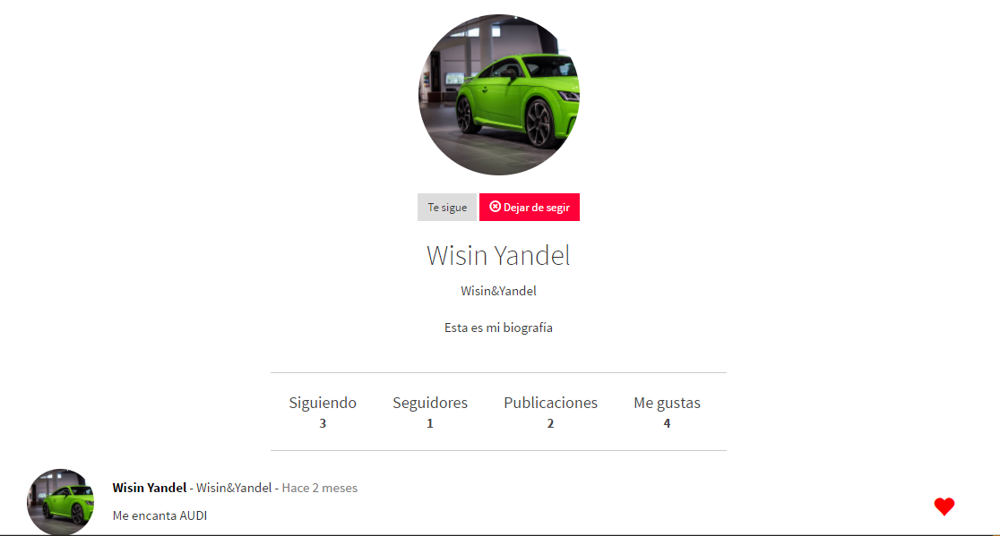 Te sigue
Dejar de segir
Wisin Yandel
Wisin&Yandel
Esta es mi biografía
Siguiendo Seguidores Publicaciones Me gustas
3 1 2 4
Wisin Yandel - Wisin&Yandel - Hace 2 meses
Me encanta AUDI